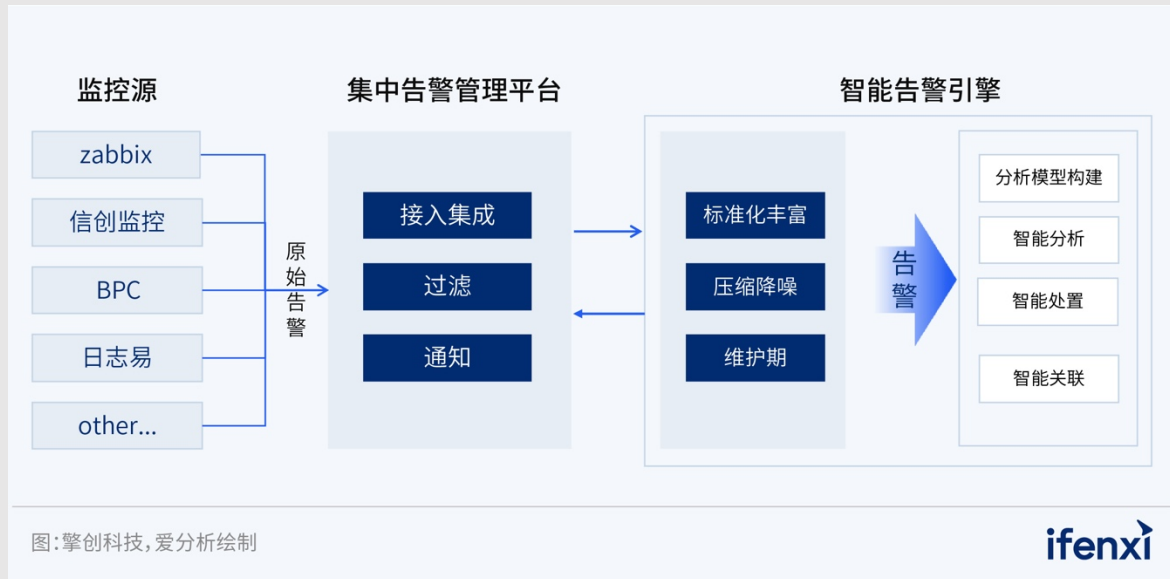 监控源
集中告警管理平台
智能告警引擎
zabbix
信创监控
BPC
日志易
other...
原始告警
接入集成
过滤
通知
标准化丰富
压缩降噪
维护期
告警
分析模型构建
智能分析
智能处置
智能关联
图:擎创科技,爱分析绘制
ifenxi